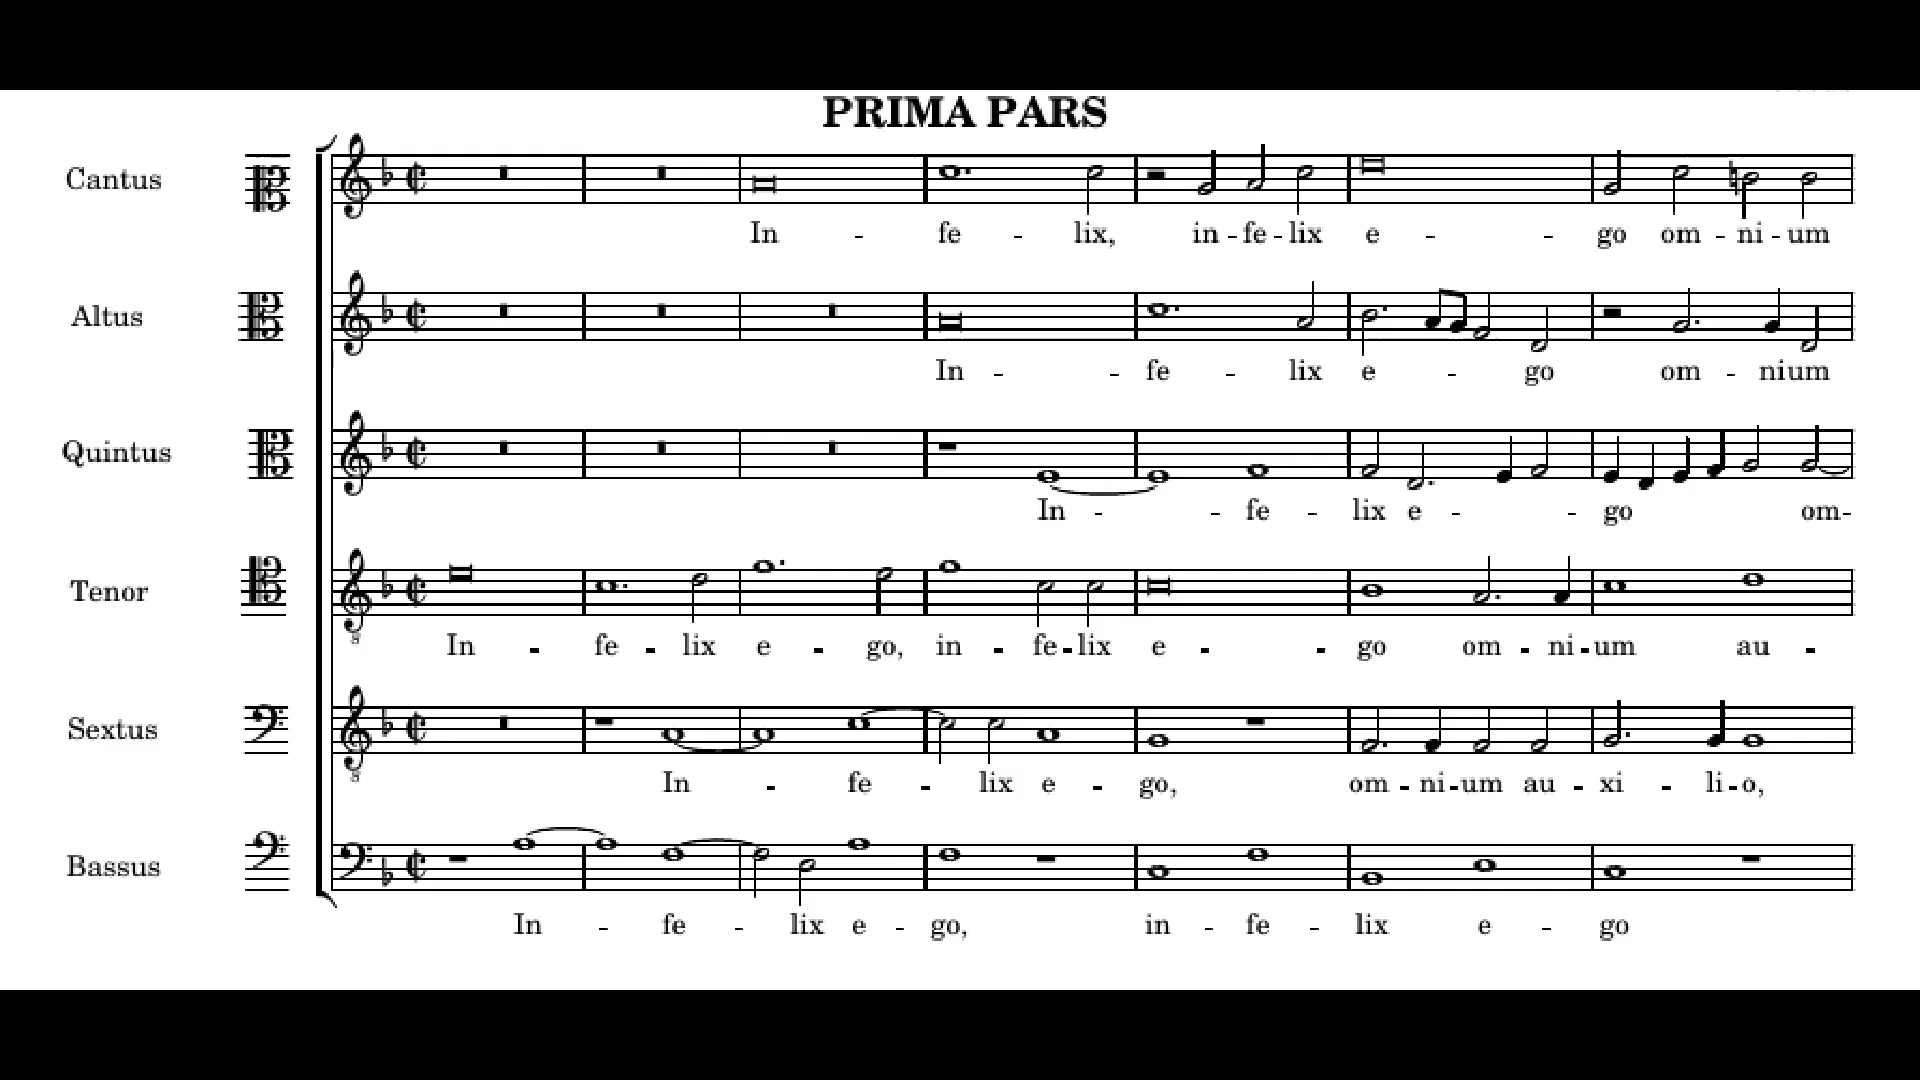 PRIMA PARS
Cantus
In - fe - lix, in - fe - lix e - - go om - ni - um
Altus
In - - fe - lix e - go om - nium
Quintus
In - - fe - lix e - - go om-
Tenor
In - fe - lix e - go, in - fe - lix e - - go om - ni - um au -
8
Sextus
In - fe - lix e - go, om - ni - um au - xi - li - o,
8
Bassus
In - fe - lix e - go, in - fe - lix e - go